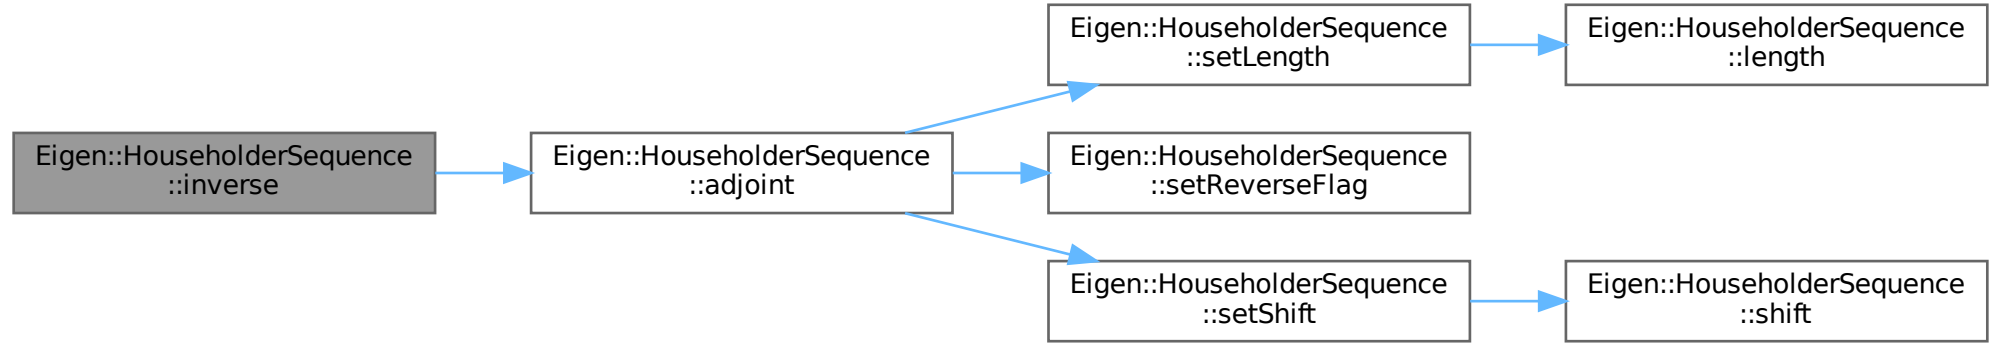 Eigen::HouseholderSequence
::inverse
Eigen::HouseholderSequence
::adjoint
Eigen::HouseholderSequence
::setLength
Eigen::HouseholderSequence
::length
Eigen::HouseholderSequence
::setReverseFlag
Eigen::HouseholderSequence
::setShift
Eigen::HouseholderSequence
::shift